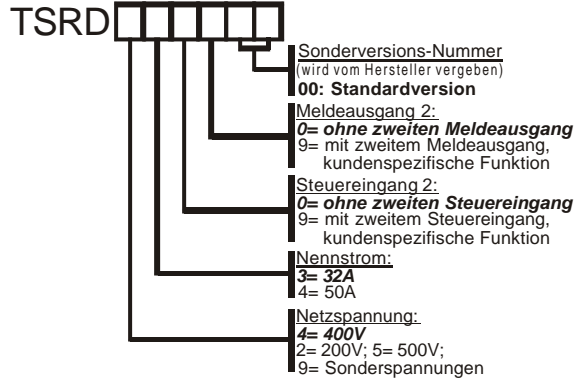 TSRD
Sonderversions-Nummer
(wird vom Hersteller vergeben)
00: Standardversion
Meldeausgang 2:
0= ohne zweiten Meldeausgang
9= mit zweitem Meldeausgang,
kundenspezifische Funktion
Steuereingang 2:
0= ohne zweiten Steuereingang
9= mit zweitem Steuereingang,
kundenspezifische Funktion
Nennstrom:
3= 32A
4= 50A
Netzspannung:
4= 400V
2= 200V; 5= 500V;
9= Sonderspannungen